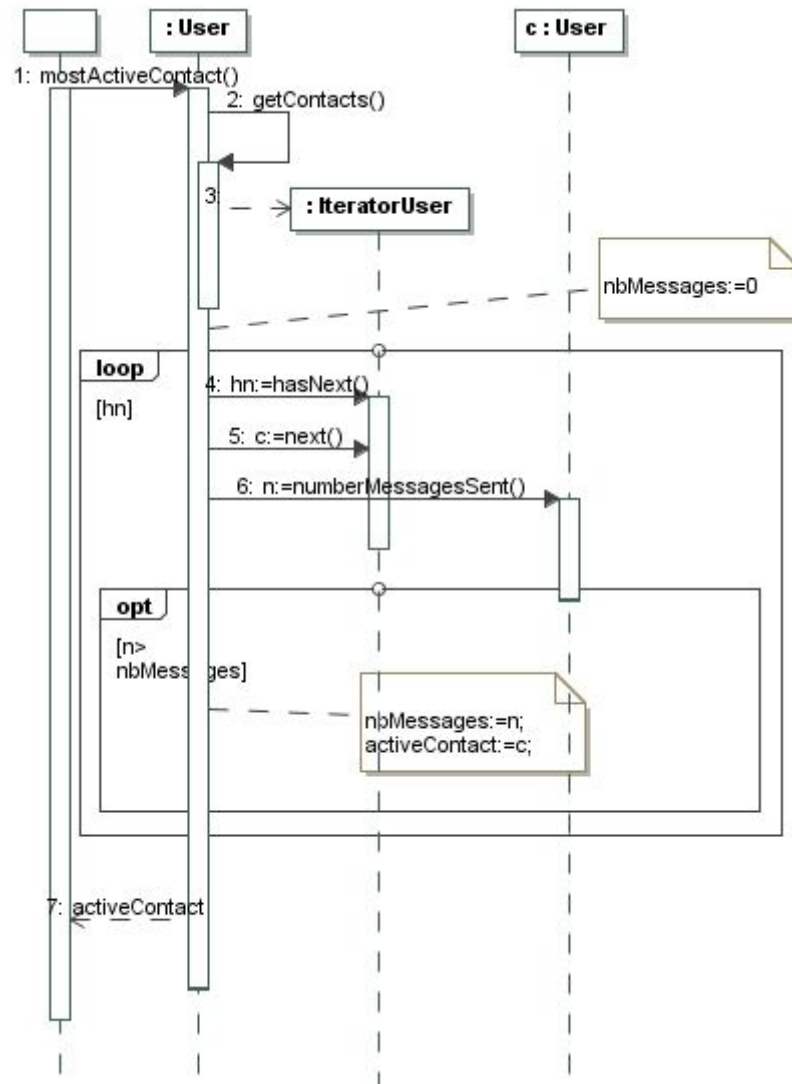 : User
c : User
1: mostActiveContact()
2: getContacts()
3:
: IteratorUser
nbMessages:=0
loop
[hn]
4: hn:=hasNext()
5: c:=next()
6: n:=numberMessagesSent()
opt
[n>
nbMessages]
nbMessages:=n;
activeContact:=c;
7: activeContact